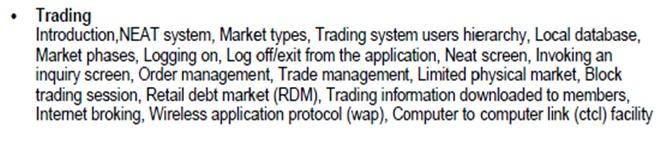 • Trading
Introduction,NEAT system, Market types, Trading system users hierarchy, Local database,
Market phases, Logging on, Log off/exit from the application, Neat screen, Invoking an
inquiry screen, Order management, Trade management, Limited physical market, Block
trading session, Retail debt market (RDM), Trading information downloaded to members,
Internet broking, Wireless application protocol (wap), Computer to computer link (ctcl) facility